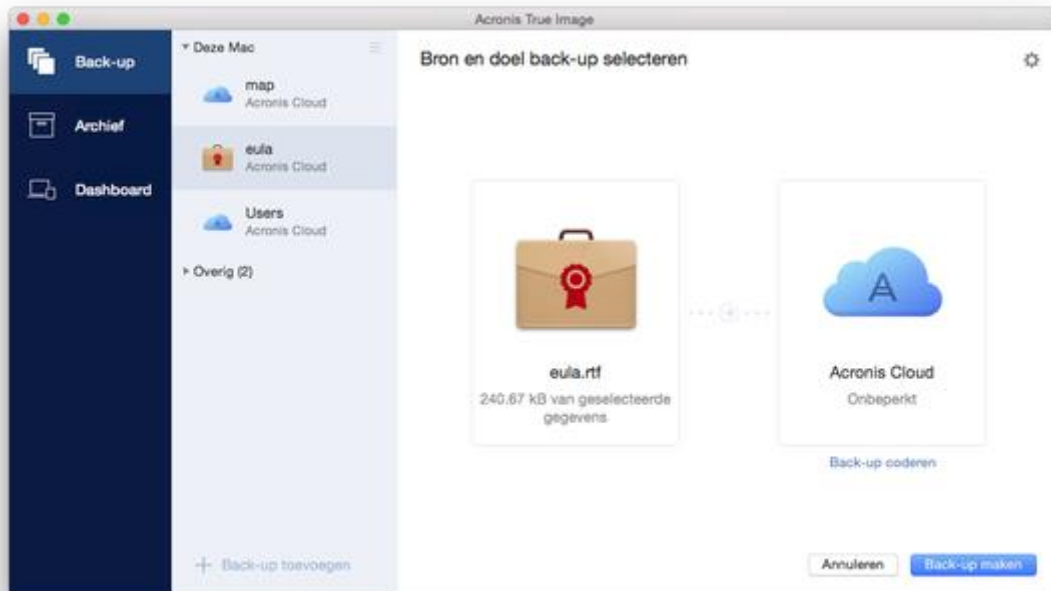 Acronis True Image
Back-up
Archief
Dashboard
Deze Mac
map
Acronis Cloud
eula
Acronis Cloud
Users
Acronis Cloud
Overig (2)
Back-up toevoegen
Bron en doel back-up selecteren
eula.rtf
240.67 kB van geselecteerde
gegevens
Acronis Cloud
Onbeperkt
Back-up coderen
Annuleren
Back-up maken